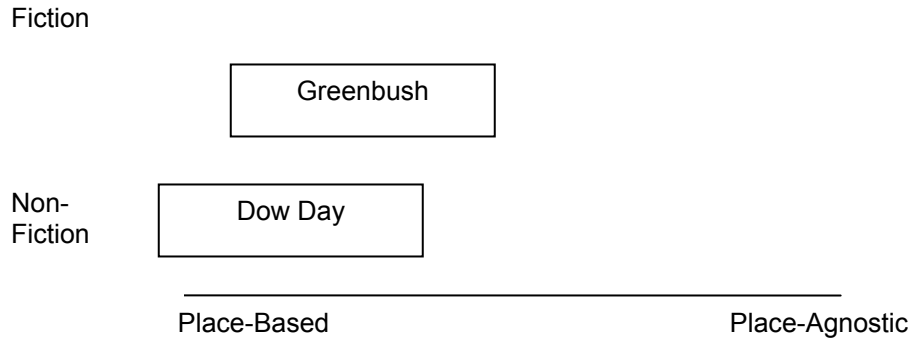 Fiction
Greenbush
Non-
Fiction
Dow Day
Place-Based
Place-Agnostic